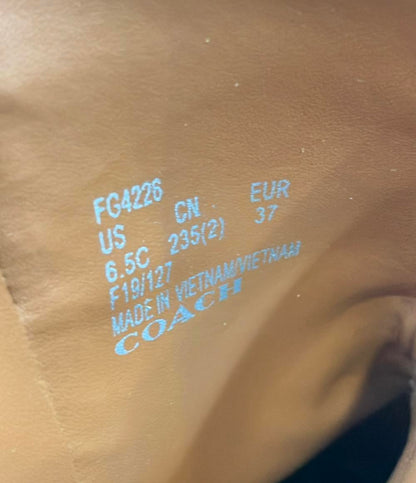 FG4226
US CN EUR
6.5C 235(2) 37
F19/127
MADE IN VIETNAM/VIETNAM
COACH